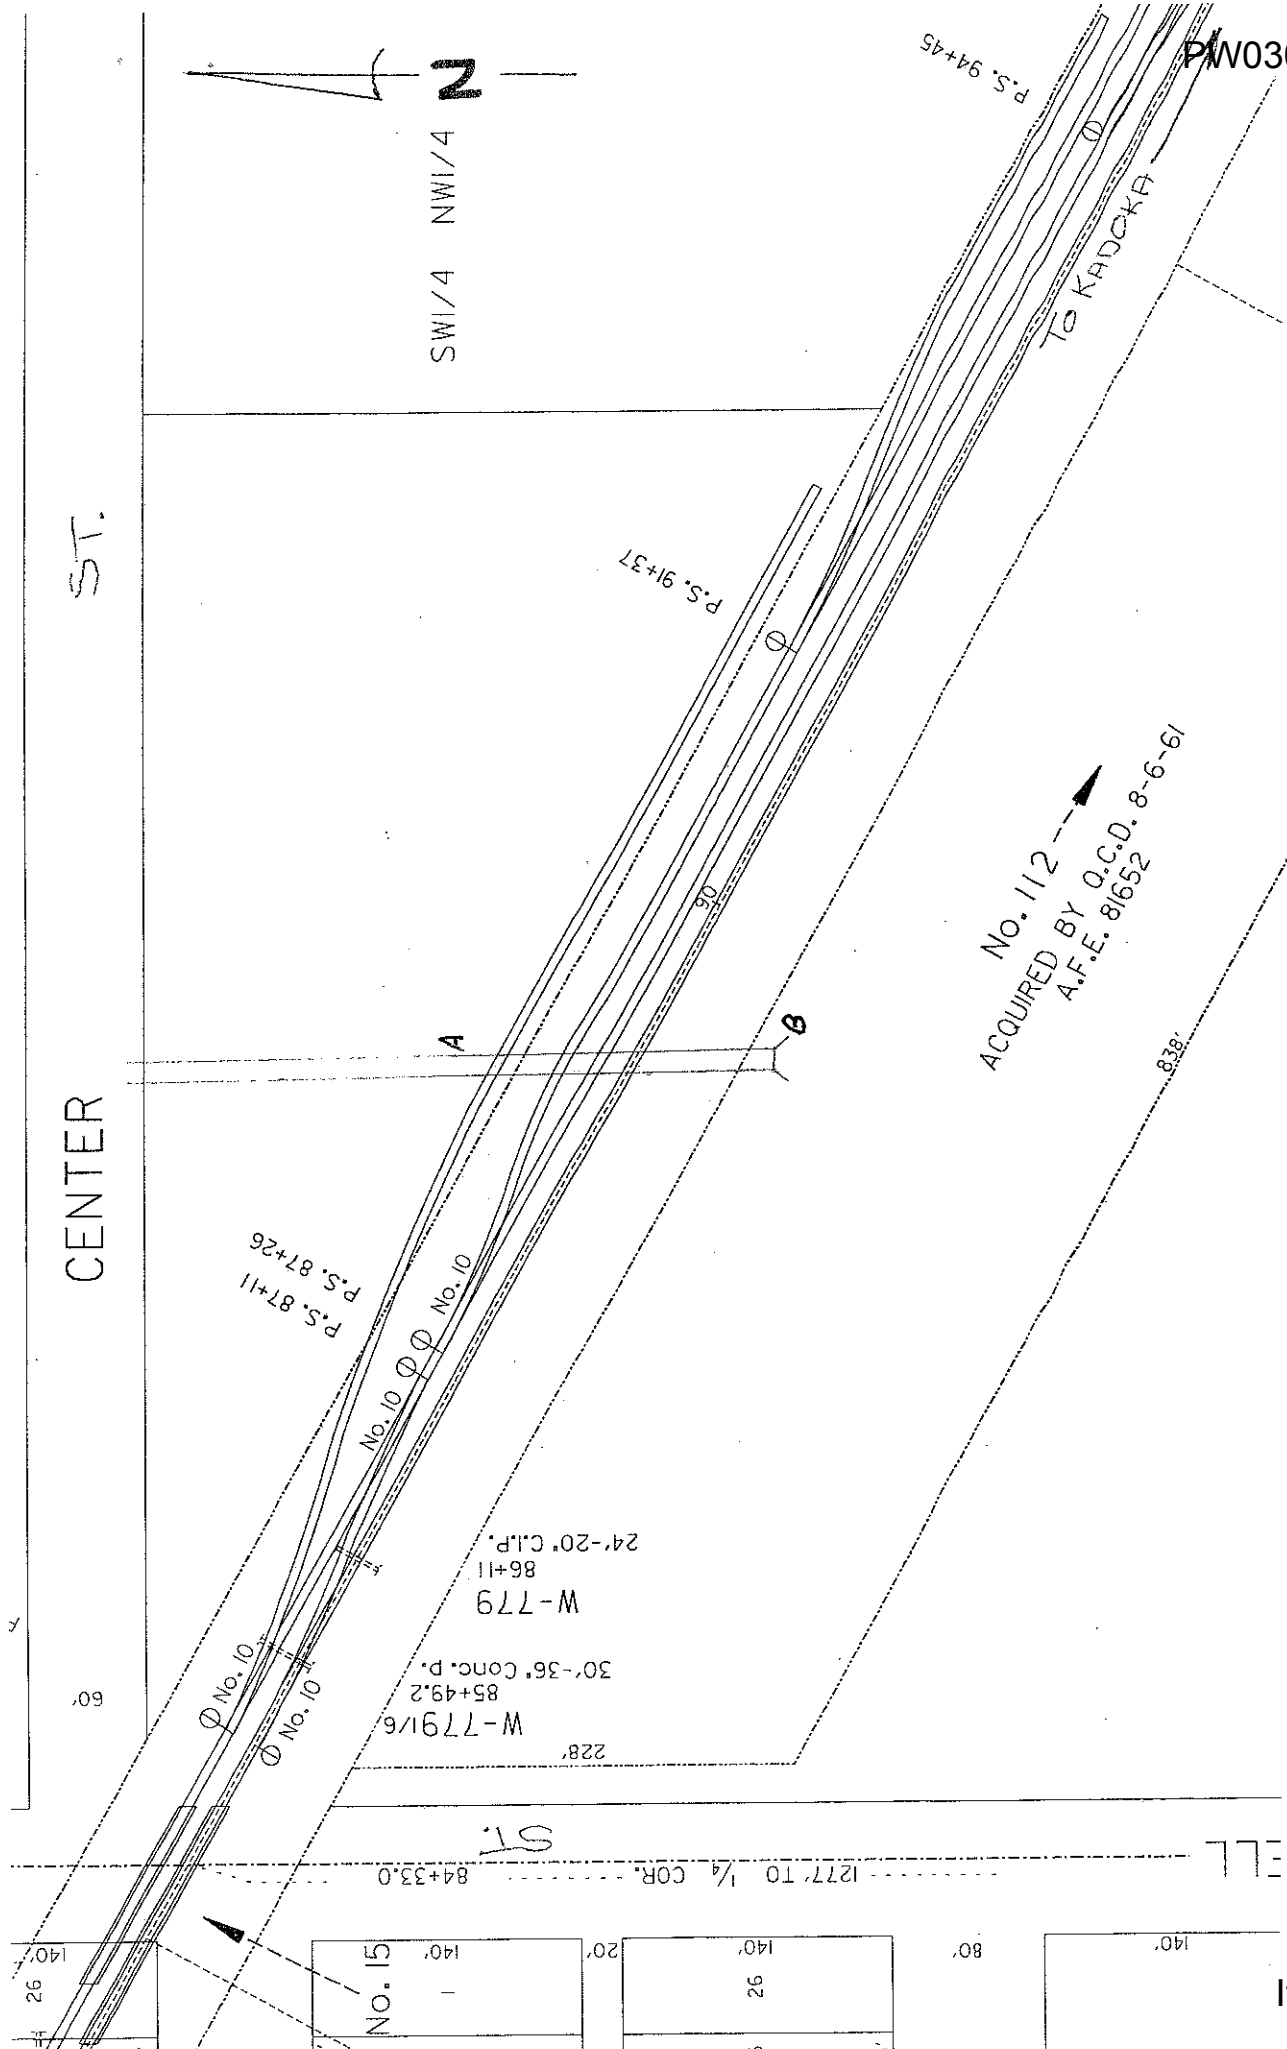 PW030
N
SW1/4 NW1/4
P.S. 94+45
TO KADOKA
CENTER ST.
P.S. 91+37
90
No. 112
ACQUIRED BY Q.C.D. 8-6-61
A.F.E. 81652
838'
A
B
P.S. 87+26
P.S. 87+11
No. 10
No. 10
24'-20" C.I.P.
86+11
W-779
30'-36" Conc. p.
85+49.2
W-7791/6
No. 10
No. 10
60'
228'
ST.
ELL
84+33.0
1277' TO 1/4 COR.
No. 15
140'
26
140'
1
20'
140'
26
80'
140'